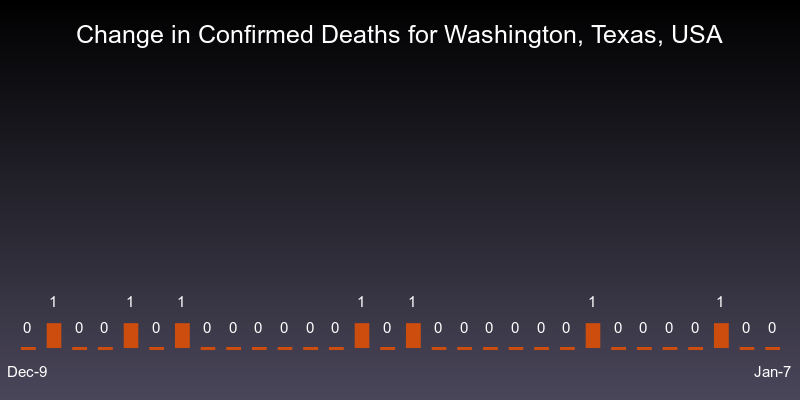 Change in Confirmed Deaths for Washington, Texas, USA
1 1 1 1 1 1 1
0 0 0 0 0 0 0 0 0 0 0 0 0 0 0 0 0 0 0 0 0 0 0
Dec-9 Jan-7